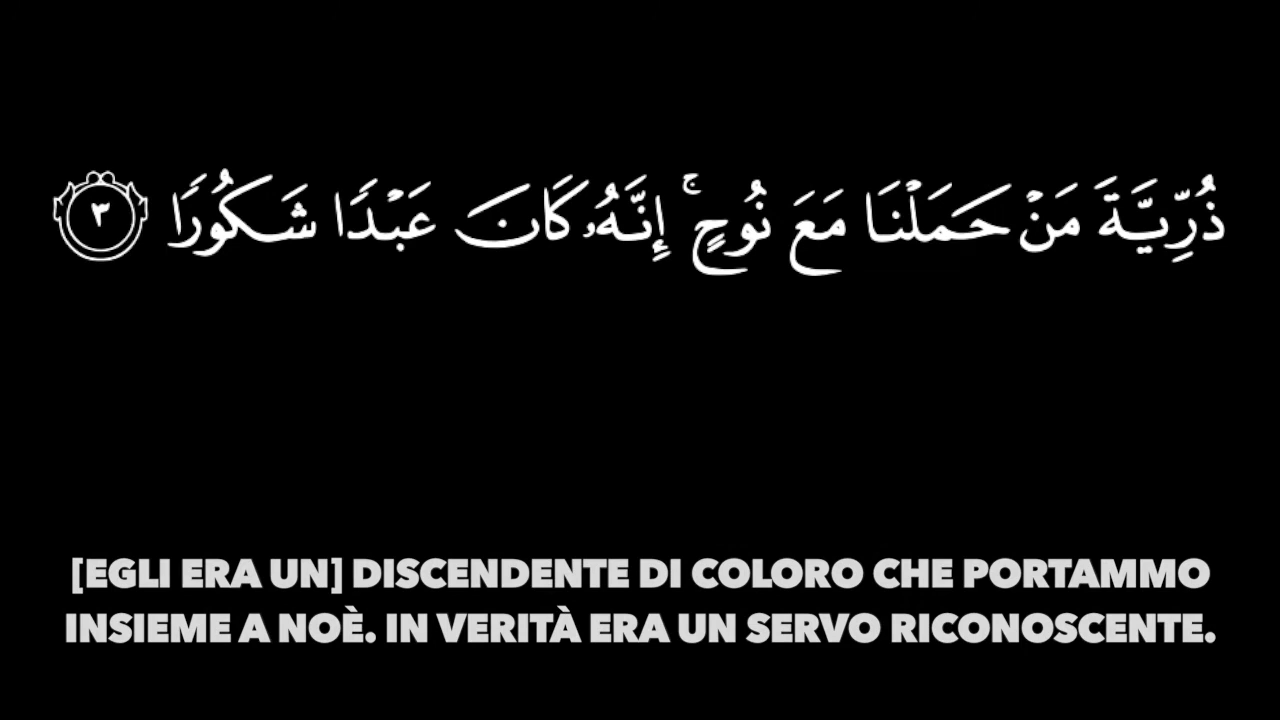 ذُرِّيَّةَ مَنْ حَمَلْنَا مَعَ نُوحٍ ۚ إِنَّهُۥ كَانَ عَبْدًا شَكُورًا ٣
[EGLI ERA UN] DISCENDENTE DI COLORO CHE PORTAMMO
INSIEME A NOÈ. IN VERITÀ ERA UN SERVO RICONOSCENTE.